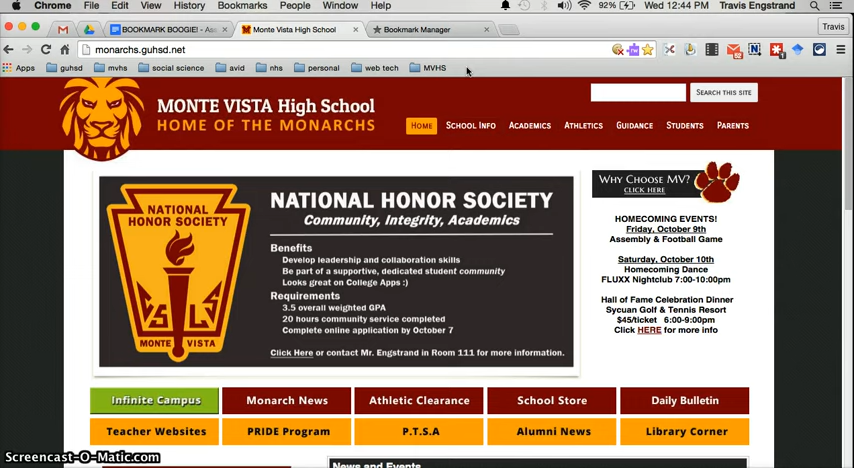 Chrome File Edit View History Bookmarks People Window Help 92% Wed 12:44 PM Travis Engstrand
BOOKMARK BOOGIE! - Ass Monte Vista High School Bookmark Manager Travis
monarchs.guhsd.net
Apps guhsd mvhs social science avid nhs personal web tech MVHS
MONTE VISTA High School
HOME OF THE MONARCHS
SEARCH THIS SITE
HOME SCHOOL INFO ACADEMICS ATHLETICS GUIDANCE STUDENTS PARENTS
NATIONAL
HONOR SOCIETY
MONTE VISTA
NATIONAL HONOR SOCIETY
Community, Integrity, Academics
Benefits
Develop leadership and collaboration skills
Be part of a supportive, dedicated student community
Looks great on College Apps :)
Requirements
3.5 overall weighted GPA
20 hours community service completed
Complete online application by October 7
Click Here or contact Mr. Engstrand in Room 111 for more information.
WHY CHOOSE MV?
CLICK HERE
HOMECOMING EVENTS!
Friday, October 9th
Assembly & Football Game
Saturday, October 10th
Homecoming Dance
FLUXX Nightclub 7:00-10:00pm
Hall of Fame Celebration Dinner
Sycuan Golf & Tennis Resort
$45/ticket 6:00-9:00pm
Click HERE for more info
Infinite Campus Monarch News Athletic Clearance School Store Daily Bulletin
Teacher Websites PRIDE Program P.T.S.A Alumni News Library Corner
Screencast-O-Matic.com
News and Events